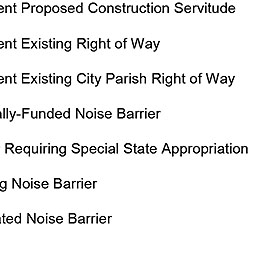 ent Proposed Construction Servitude
ent Existing Right of Way
ent Existing City Parish Right of Way
ally-Funded Noise Barrier
Requiring Special State Appropriation
g Noise Barrier
ated Noise Barrier